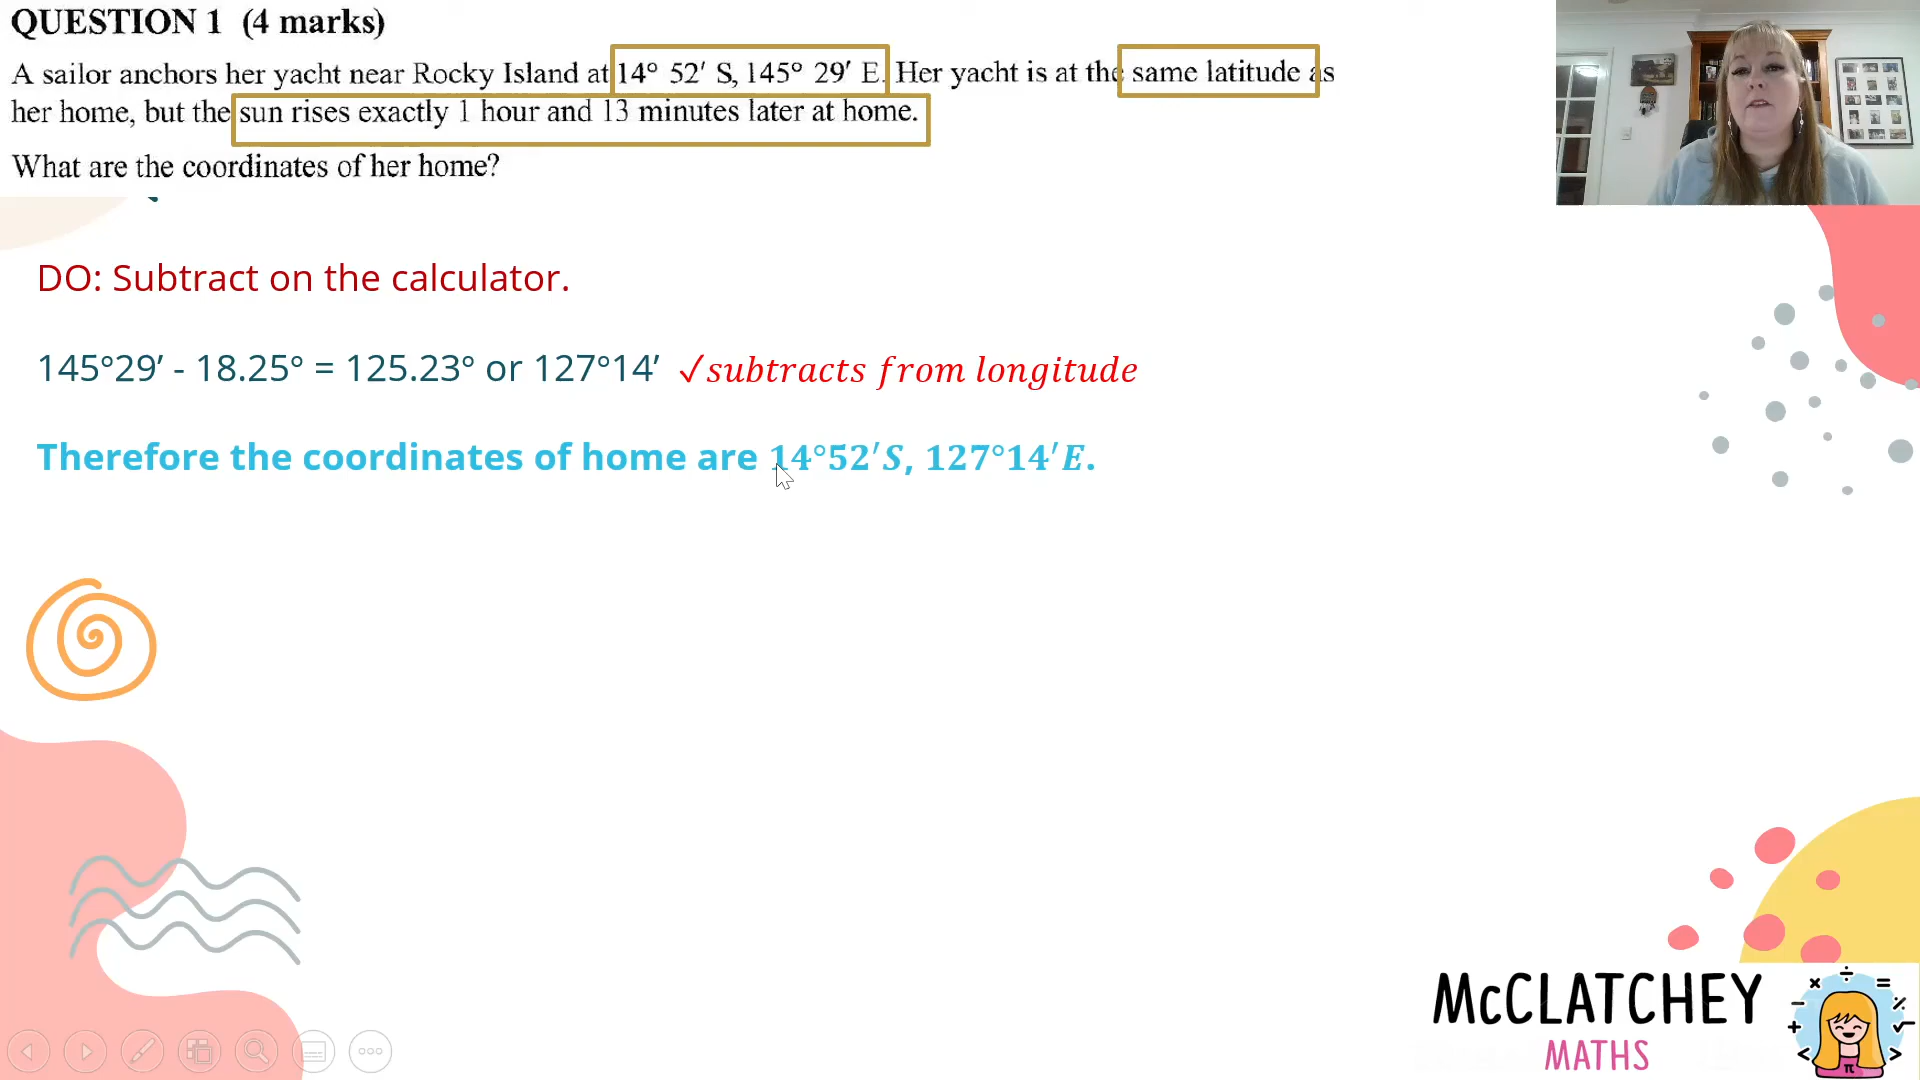 QUESTION 1 (4 marks)
A sailor anchors her yacht near Rocky Island at 14° 52′ S, 145° 29′ E. Her yacht is at the same latitude as
her home, but the sun rises exactly 1 hour and 13 minutes later at home.
What are the coordinates of her home?
DO: Subtract on the calculator.
145°29’ - 18.25° = 125.23° or 127°14’ ✓subtracts from longitude
Therefore the coordinates of home are 14°52′S, 127°14′E.
McCLATCHEY
MATHS